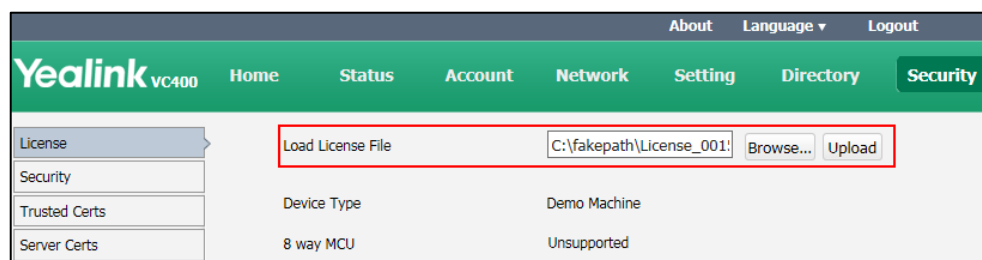 About Language ▾ Logout
Yealink VC400 Home Status Account Network Setting Directory Security
License
Load License File C:\fakepath\License_001 Browse... Upload
Security
Trusted Certs
Device Type Demo Machine
Server Certs
8 way MCU Unsupported